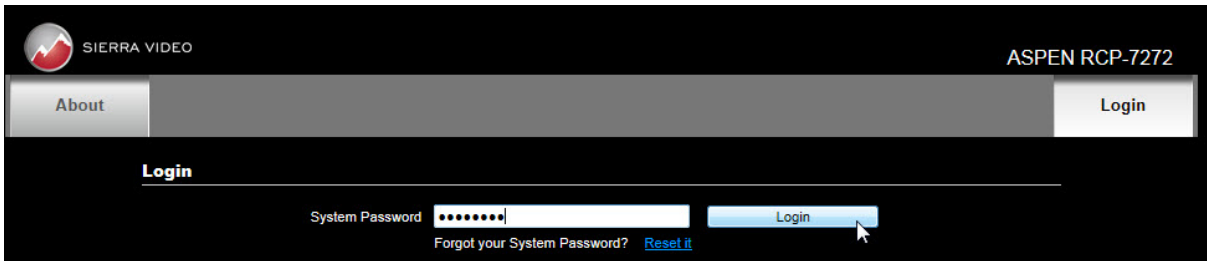 SIERRA VIDEO
ASPEN RCP-7272
About
Login
Login
System Password ●●●●●●●● Login
Forgot your System Password? Reset it